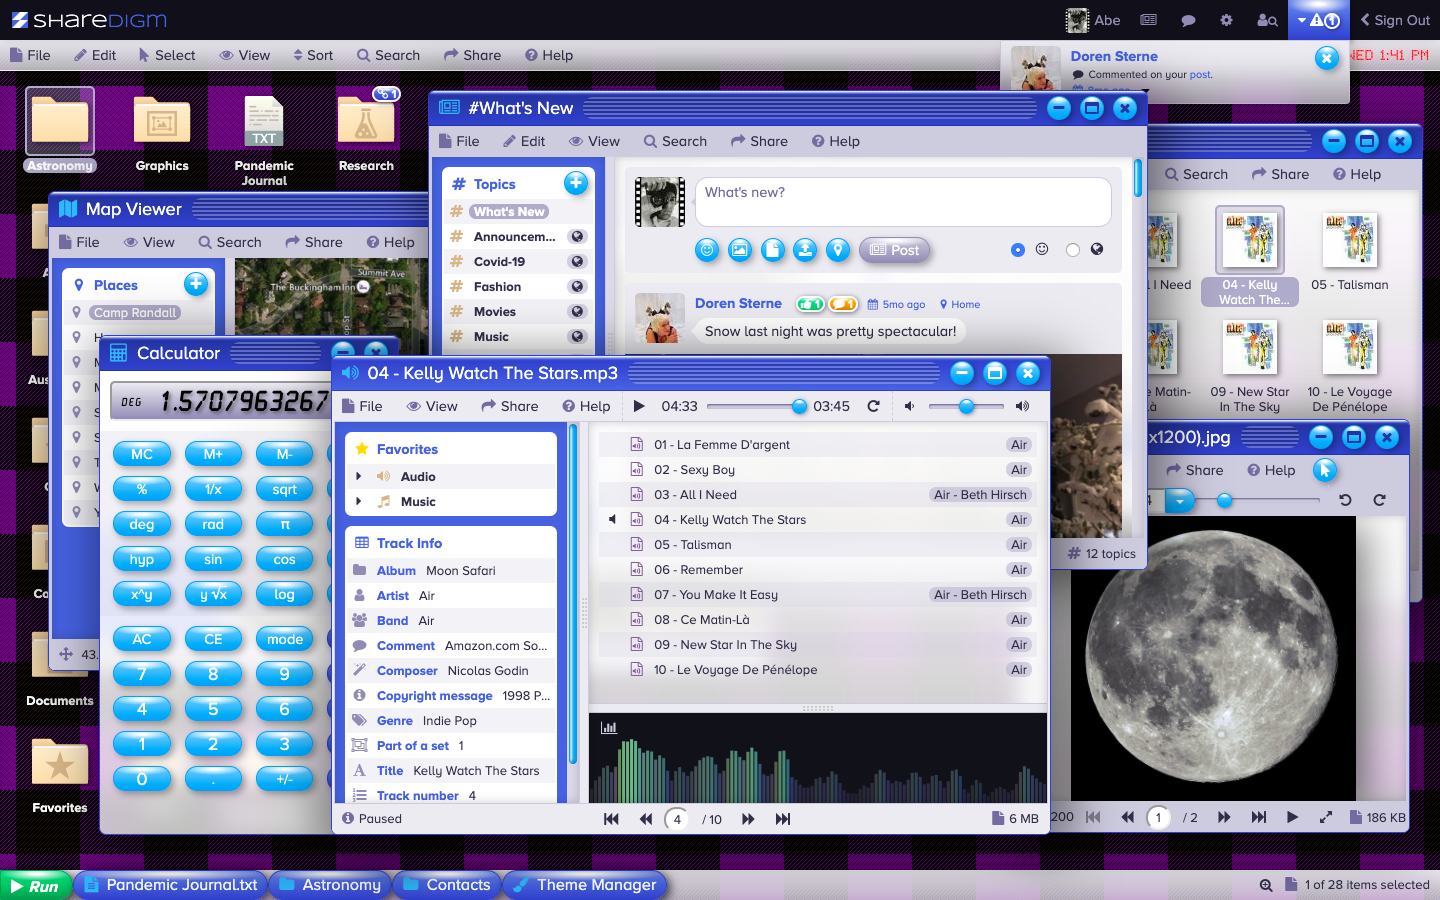 SHAREDIGM
Abe
1
Sign Out
File Edit Select View Sort Search Share Help
WED 1:41 PM
Doren Sterne
Commented on your post.
Astronomy
Graphics
TXT
Pandemic
Journal
1
Research
Documents
Favorites
Map Viewer
File View Search Share Help
Places
Camp Randall
Summit Ave
The Buckingham Inn
43.
#What's New
File Edit View Search Share Help
Topics
What's New
Announcem...
Covid-19
Fashion
Movies
Music
What's new?
Post
Doren Sterne 1 1 5mo ago Home
Snow last night was pretty spectacular!
12 topics
Search Share Help
I Need
04 - Kelly
Watch The...
05 - Talisman
Matin-
Là
09 - New Star
In The Sky
10 - Le Voyage
De Pénélope
Calculator
DEG 1.5707963267
MC M+ M-
% 1/x sqrt
deg rad π
hyp sin cos
x^y y √x log
AC CE mode
7 8 9
4 5 6
1 2 3
0 . +/-
04 - Kelly Watch The Stars.mp3
File View Share Help 04:33 03:45
Favorites
Audio
Music
Track Info
Album Moon Safari
Artist Air
Band Air
Comment Amazon.com So...
Composer Nicolas Godin
Copyright message 1998 P...
Genre Indie Pop
Part of a set 1
Title Kelly Watch The Stars
Track number 4
01 - La Femme D'argent Air
02 - Sexy Boy Air
03 - All I Need Air - Beth Hirsch
04 - Kelly Watch The Stars Air
05 - Talisman Air
06 - Remember Air
07 - You Make It Easy Air - Beth Hirsch
08 - Ce Matin-Là Air
09 - New Star In The Sky Air
10 - Le Voyage De Pénélope Air
Paused
4 / 10
6 MB
x1200).jpg
Share Help
200
1 / 2
186 KB
Run
Pandemic Journal.txt
Astronomy
Contacts
Theme Manager
1 of 28 items selected